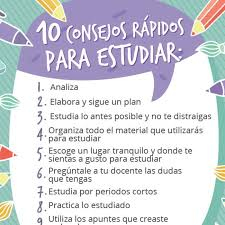 10 CONSEJOS RÁPIDOS
PARA ESTUDIAR:
1. Analiza
2. Elabora y sigue un plan
3. Estudia lo antes posible y no te distraigas
4. Organiza todo el material que utilizarás
para estudiar
5. Escoge un lugar tranquilo y donde te
sientas a gusto para estudiar
6. Pregúntale a tu docente las dudas
que tengas
7. Estudia por periodos cortos
8. Practica lo estudiado
9. Utiliza los apuntes que creaste